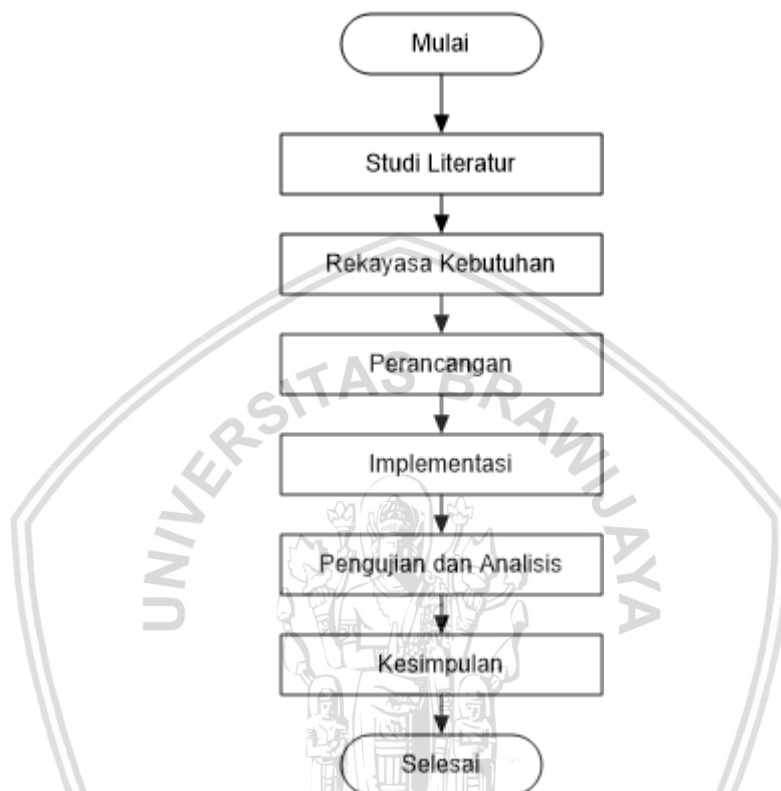 Mulai
Studi Literatur
Rekayasa Kebutuhan
Perancangan
UNIVERSITAS BRAWIJAYA
Implementasi
Pengujian dan Analisis
Kesimpulan
Selesai